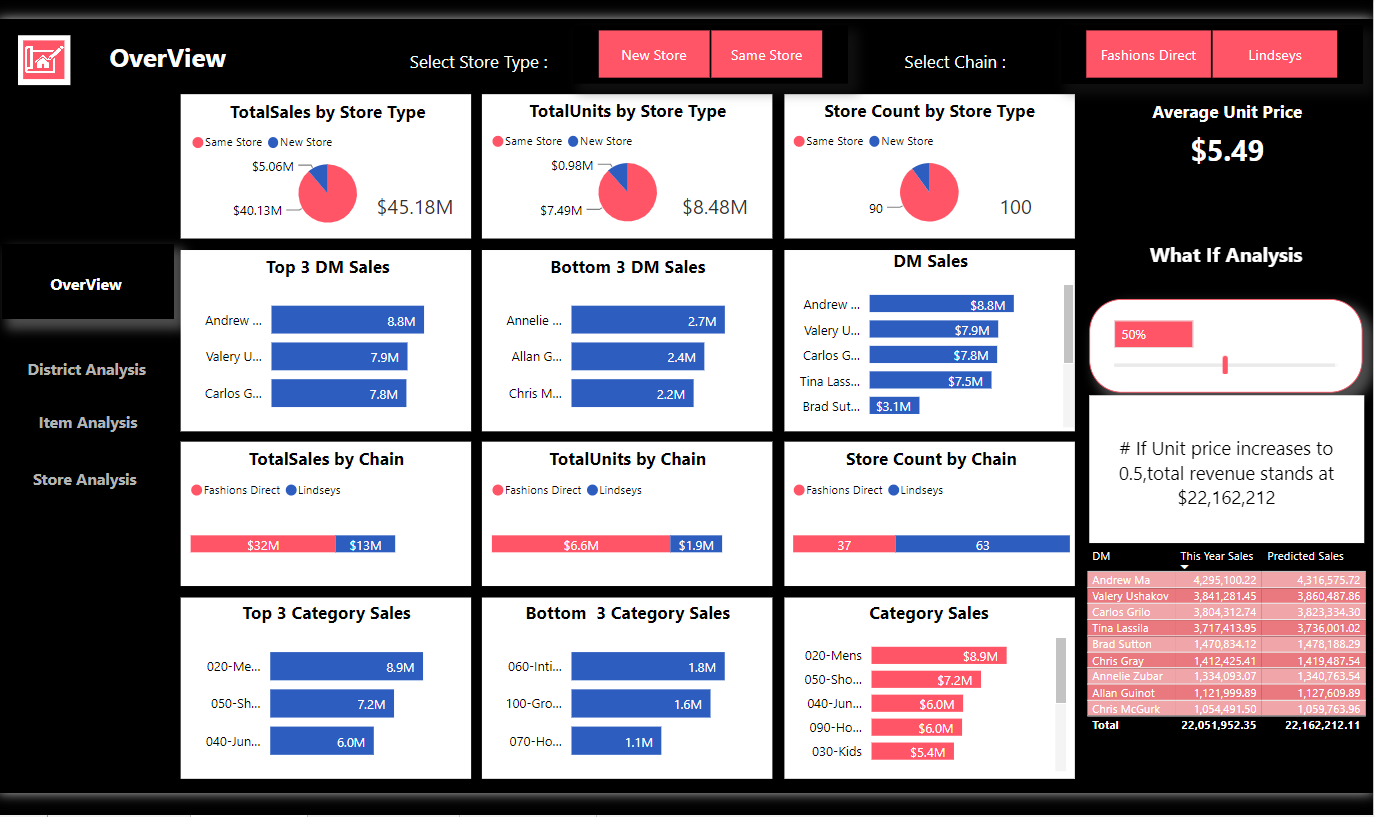 OverView
Select Store Type :
New Store
Same Store
Select Chain :
Fashions Direct
Lindseys
TotalSales by Store Type
Same Store New Store
$5.06M
$40.13M
$45.18M
TotalUnits by Store Type
Same Store New Store
$0.98M
$7.49M
$8.48M
Store Count by Store Type
Same Store New Store
90
100
Average Unit Price
$5.49
OverView
District Analysis
Item Analysis
Store Analysis
Top 3 DM Sales
Andrew ... 8.8M
Valery U... 7.9M
Carlos G... 7.8M
Bottom 3 DM Sales
Annelie ... 2.7M
Allan G... 2.4M
Chris M... 2.2M
DM Sales
Andrew ... $8.8M
Valery U... $7.9M
Carlos G... $7.8M
Tina Lass... $7.5M
Brad Sut... $3.1M
What If Analysis
50%
# If Unit price increases to
0.5,total revenue stands at
$22,162,212
TotalSales by Chain
Fashions Direct Lindseys
$32M $13M
TotalUnits by Chain
Fashions Direct Lindseys
$6.6M $1.9M
Store Count by Chain
Fashions Direct Lindseys
37 63
Top 3 Category Sales
020-Me... 8.9M
050-Sh... 7.2M
040-Jun... 6.0M
Bottom  3 Category Sales
060-Inti... 1.8M
100-Gro... 1.6M
070-Ho... 1.1M
Category Sales
020-Mens $8.9M
050-Sho... $7.2M
040-Jun... $6.0M
090-Ho... $6.0M
030-Kids $5.4M
DM This Year Sales Predicted Sales
Andrew Ma 4,295,100.22 4,316,575.72
Valery Ushakov 3,841,281.45 3,860,487.86
Carlos Grilo 3,804,312.74 3,823,334.30
Tina Lassila 3,717,413.95 3,736,001.02
Brad Sutton 1,470,834.12 1,478,188.29
Chris Gray 1,412,425.41 1,419,487.54
Annelie Zubar 1,334,093.07 1,340,763.54
Allan Guinot 1,121,999.89 1,127,609.89
Chris McGurk 1,054,491.50 1,059,763.96
Total 22,051,952.35 22,162,212.11